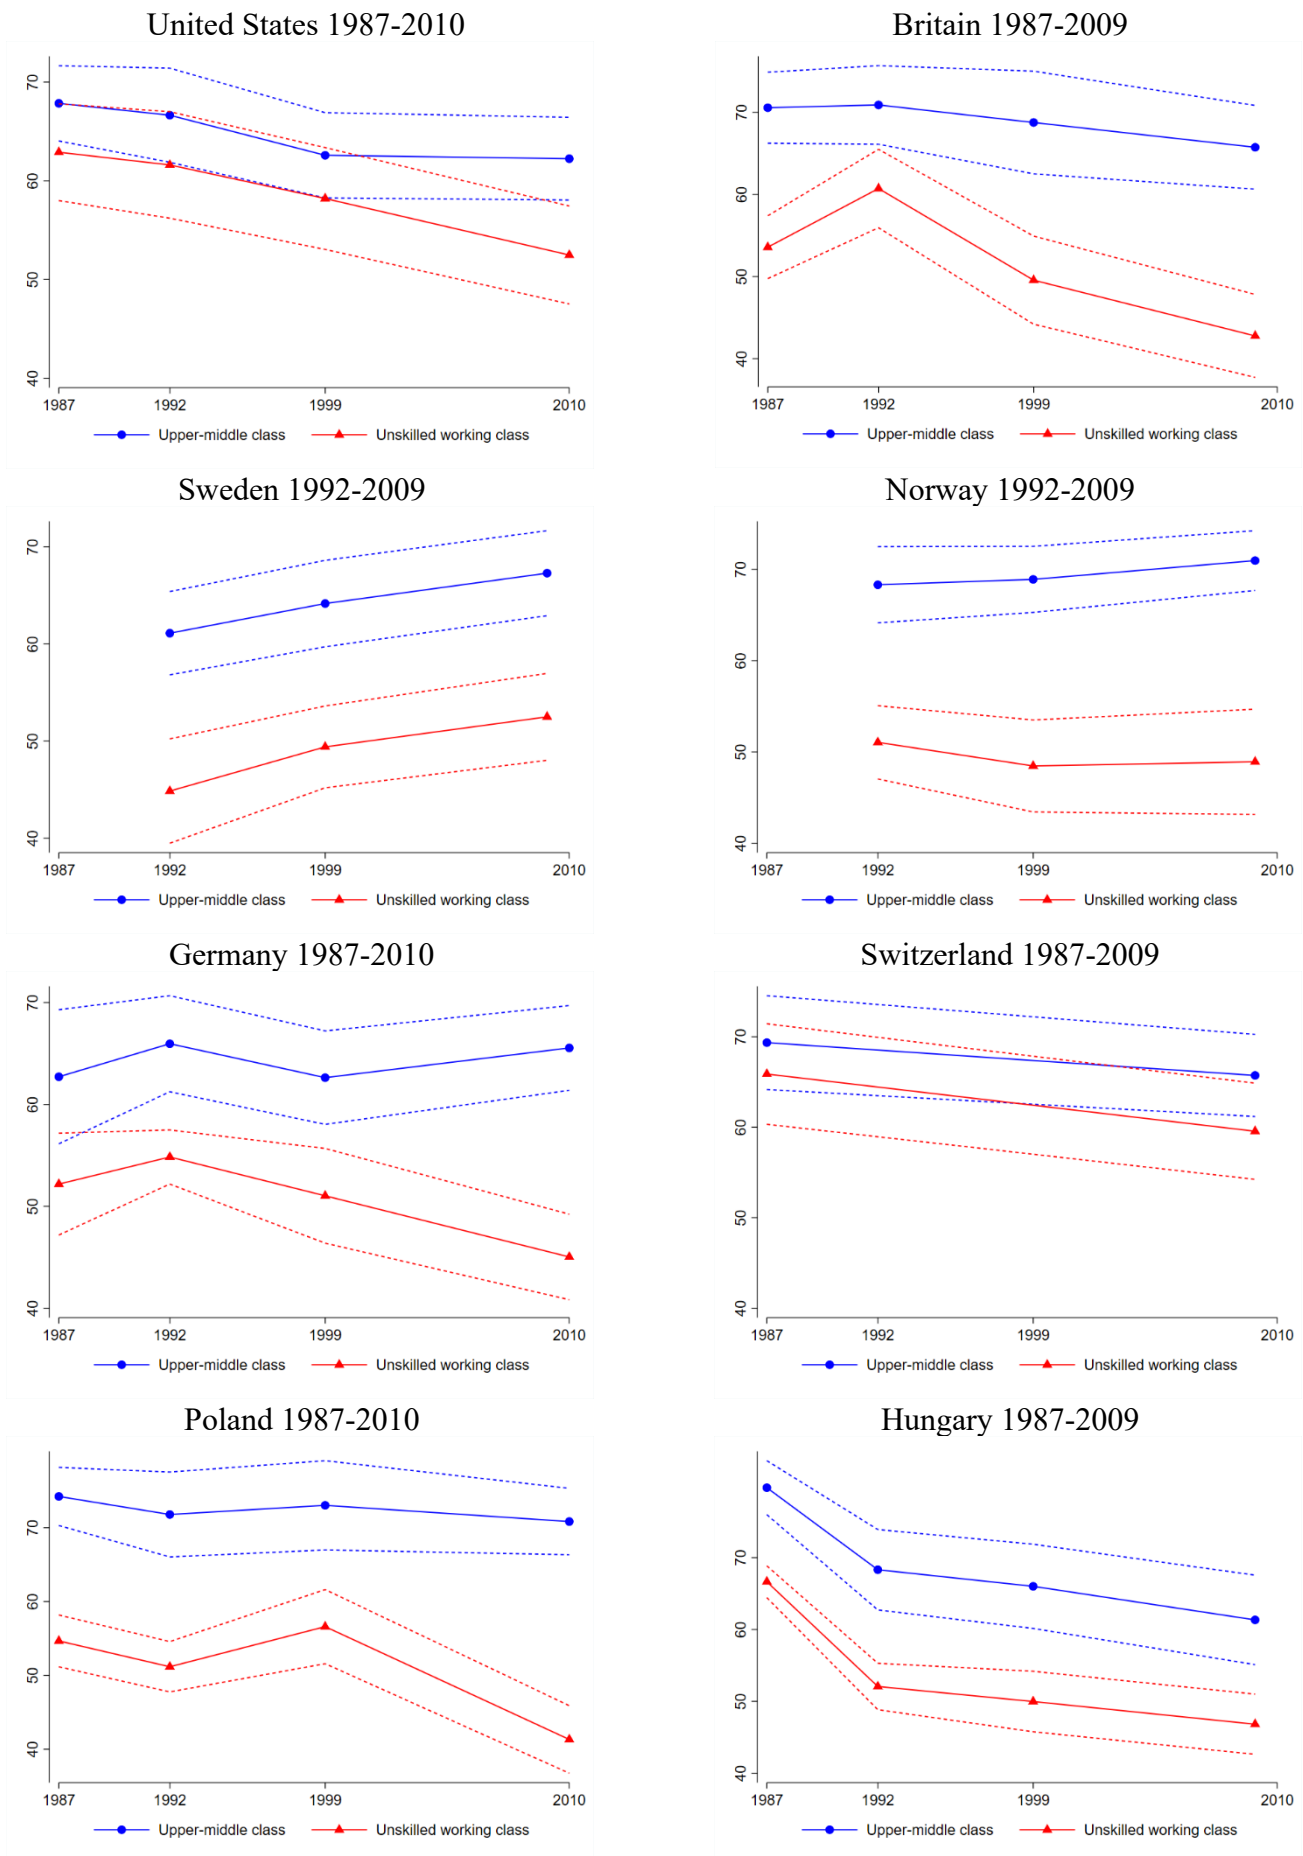 United States 1987-2010
70
60
50
40
1987 1992 1999 2010
Upper-middle class Unskilled working class
Britain 1987-2009
70
60
50
40
1987 1992 1999 2010
Upper-middle class Unskilled working class
Sweden 1992-2009
70
60
50
40
1987 1992 1999 2010
Upper-middle class Unskilled working class
Norway 1992-2009
70
60
50
40
1987 1992 1999 2010
Upper-middle class Unskilled working class
Germany 1987-2010
70
60
50
40
1987 1992 1999 2010
Upper-middle class Unskilled working class
Switzerland 1987-2009
70
60
50
40
1987 1992 1999 2010
Upper-middle class Unskilled working class
Poland 1987-2010
70
60
50
40
1987 1992 1999 2010
Upper-middle class Unskilled working class
Hungary 1987-2009
70
60
50
40
1987 1992 1999 2010
Upper-middle class Unskilled working class